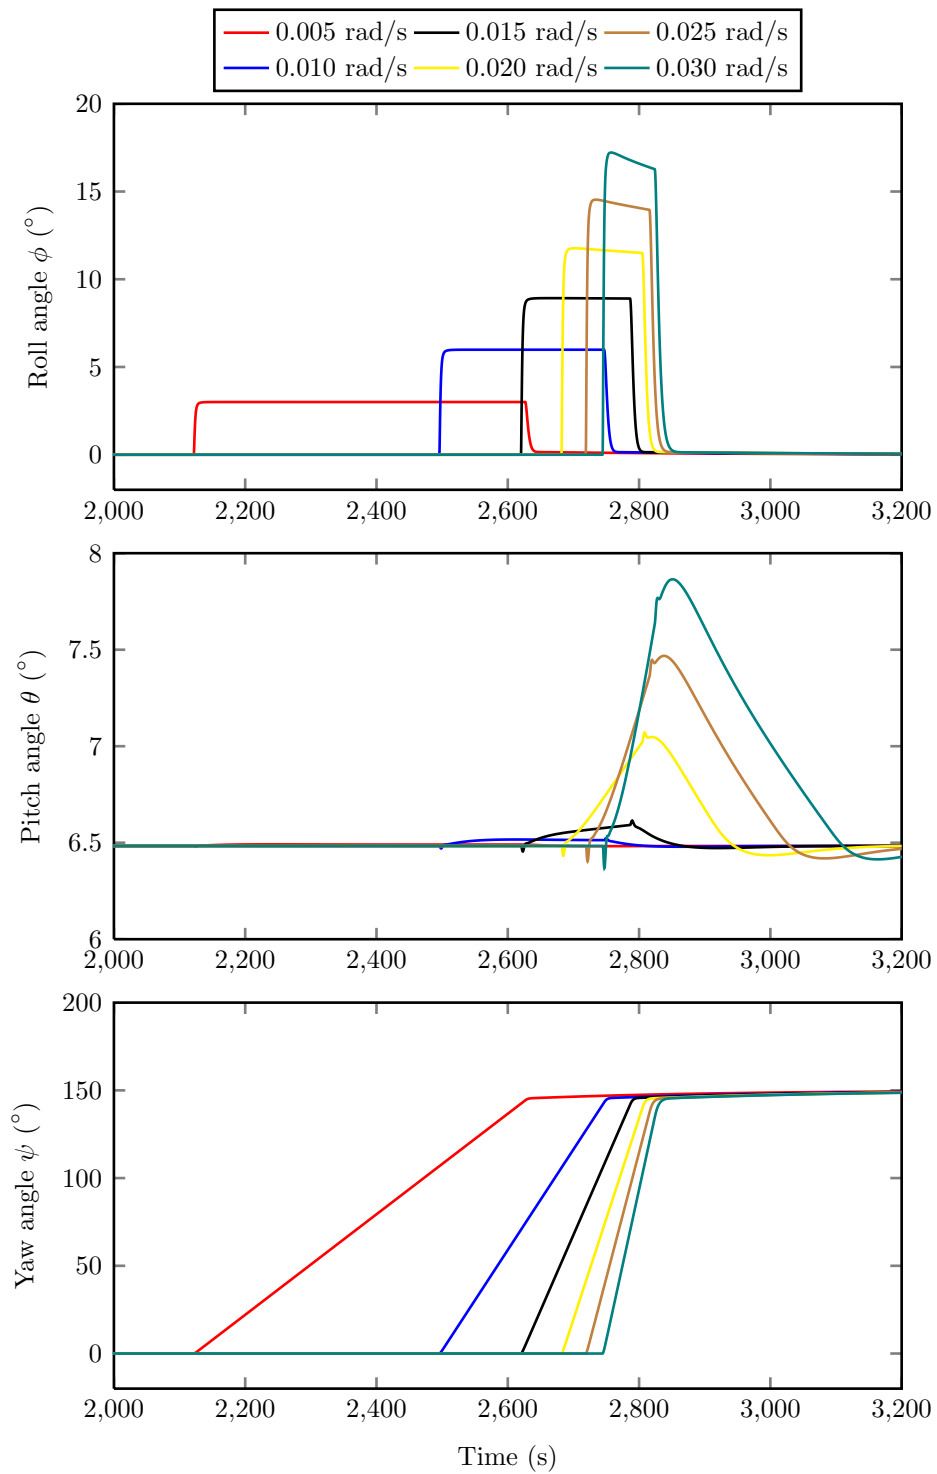 0.005 rad/s 0.015 rad/s 0.025 rad/s
0.010 rad/s 0.020 rad/s 0.030 rad/s
20
15
10
5
0
Roll angle ϕ (°)
2,000 2,200 2,400 2,600 2,800 3,000 3,200
8
7.5
7
6.5
6
Pitch angle θ (°)
2,000 2,200 2,400 2,600 2,800 3,000 3,200
200
150
100
50
0
Yaw angle ψ (°)
2,000 2,200 2,400 2,600 2,800 3,000 3,200
Time (s)